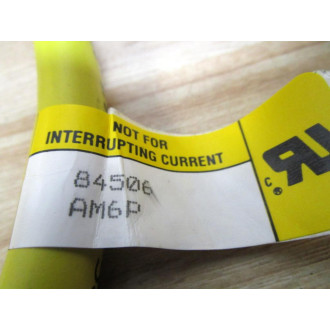 NOT FOR
INTERRUPTING CURRENT
84506
AM6P
c
®